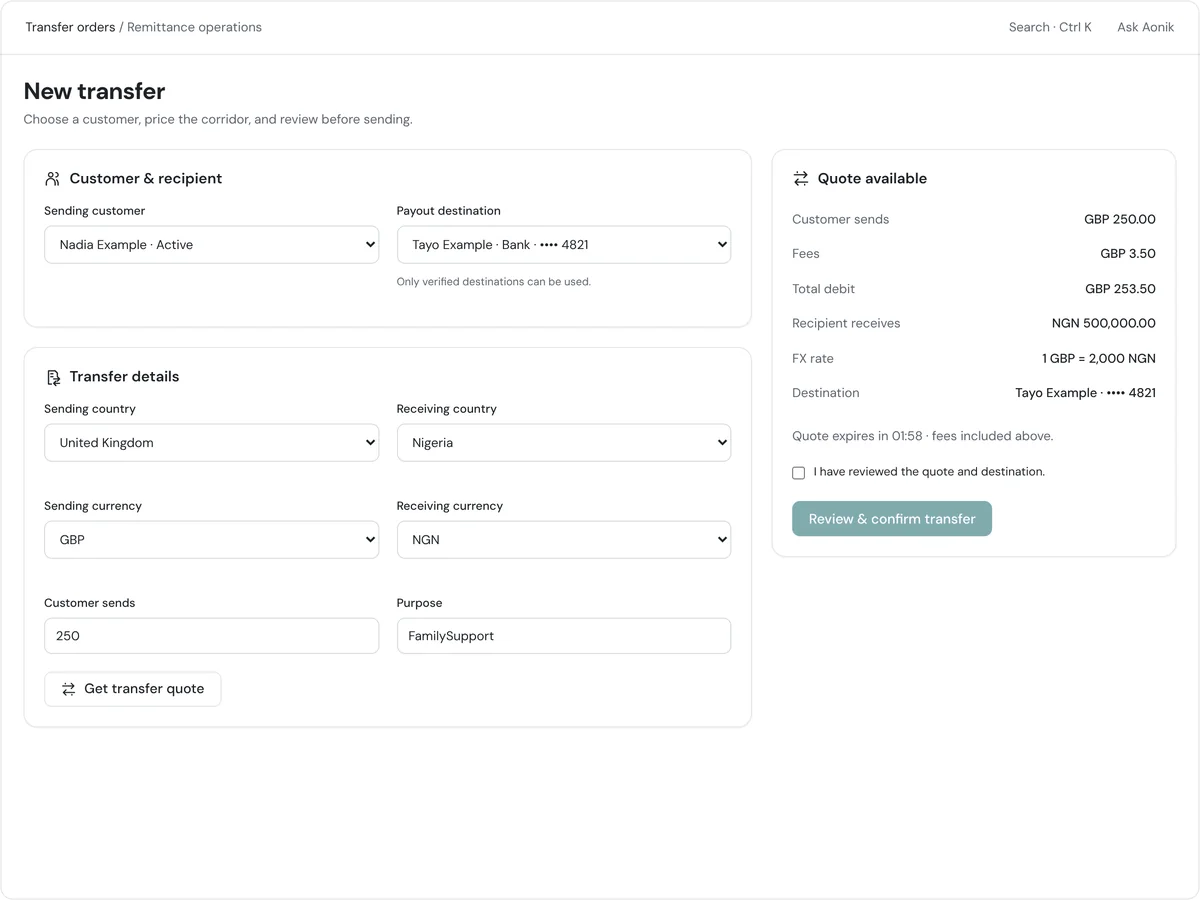 Transfer orders / Remittance operations
Search · Ctrl K
Ask Aonik
New transfer
Choose a customer, price the corridor, and review before sending.
Customer & recipient
Sending customer
Nadia Example · Active
Payout destination
Tayo Example · Bank · •••• 4821
Only verified destinations can be used.
Transfer details
Sending country
United Kingdom
Receiving country
Nigeria
Sending currency
GBP
Receiving currency
NGN
Customer sends
250
Purpose
FamilySupport
Get transfer quote
Quote available
Customer sends GBP 250.00
Fees GBP 3.50
Total debit GBP 253.50
Recipient receives NGN 500,000.00
FX rate 1 GBP = 2,000 NGN
Destination Tayo Example · •••• 4821
Quote expires in 01:58 · fees included above.
I have reviewed the quote and destination.
Review & confirm transfer